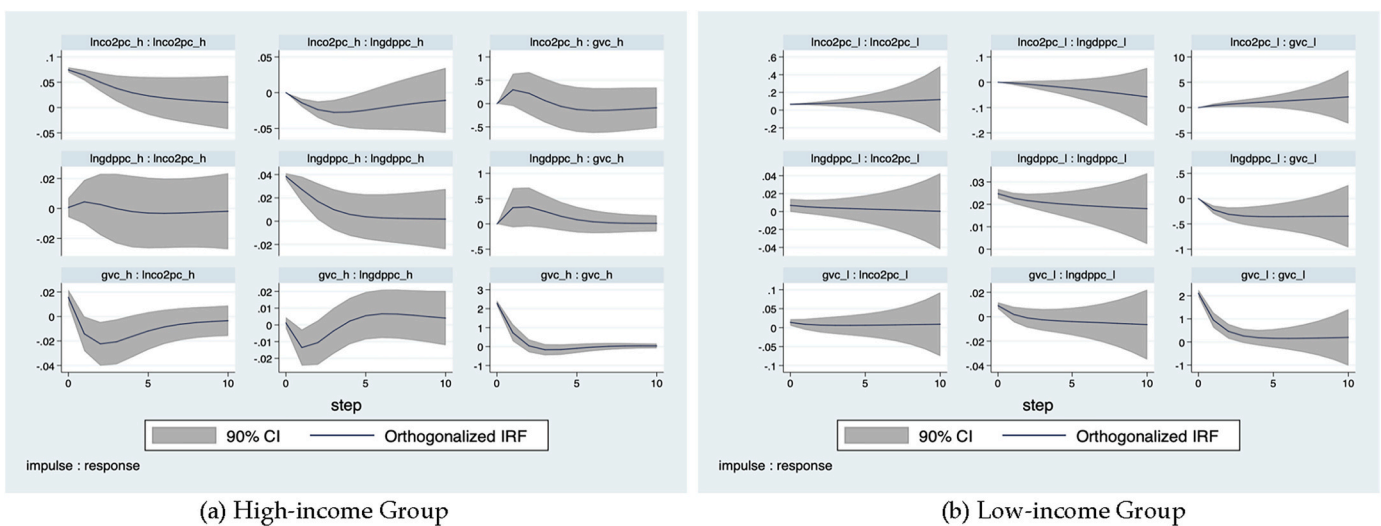 lnco2pc_h : lnco2pc_h
.1
.05
0
-.05
lnco2pc_h : lngdppc_h
.05
0
-.05
lnco2pc_h : gvc_h
1
.5
0
-.5
lngdppc_h : lnco2pc_h
.02
0
-.02
lngdppc_h : lngdppc_h
.04
.02
0
-.02
lngdppc_h : gvc_h
1
.5
0
-.5
gvc_h : lnco2pc_h
.02
0
-.02
-.04
0 5 10
gvc_h : lngdppc_h
.02
.01
0
-.01
-.02
0 5 10
gvc_h : gvc_h
3
2
1
0
-1
0 5 10
step
90% CI Orthogonalized IRF
impulse : response
(a) High-income Group
lnco2pc_l : lnco2pc_l
.6
.4
.2
0
-.2
lnco2pc_l : lngdppc_l
.1
0
-.1
-.2
lnco2pc_l : gvc_l
10
5
0
-5
lngdppc_l : lnco2pc_l
.04
.02
0
-.02
-.04
lngdppc_l : lngdppc_l
.03
.02
.01
0
lngdppc_l : gvc_l
.5
0
-.5
-1
gvc_l : lnco2pc_l
.1
.05
0
-.05
-.1
0 5 10
gvc_l : lngdppc_l
.02
0
-.02
-.04
0 5 10
gvc_l : gvc_l
2
1
0
-1
0 5 10
step
90% CI Orthogonalized IRF
impulse : response
(b) Low-income Group